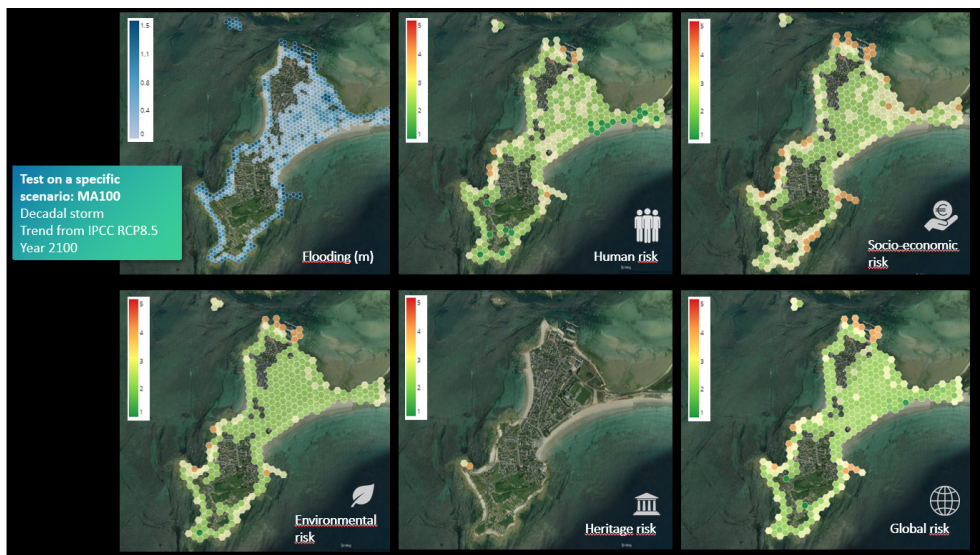 1.5
1.1
0.8
0.4
0
5
4
3
2
1
5
4
3
2
1
Test on a specific
scenario: MA100
Decadal storm
Trend from IPCC RCP8.5
Year 2100
Flooding (m)
Human risk
Socio-economic
risk
5
4
3
2
1
5
4
3
2
1
5
4
3
2
1
Environmental
risk
Heritage risk
Global risk